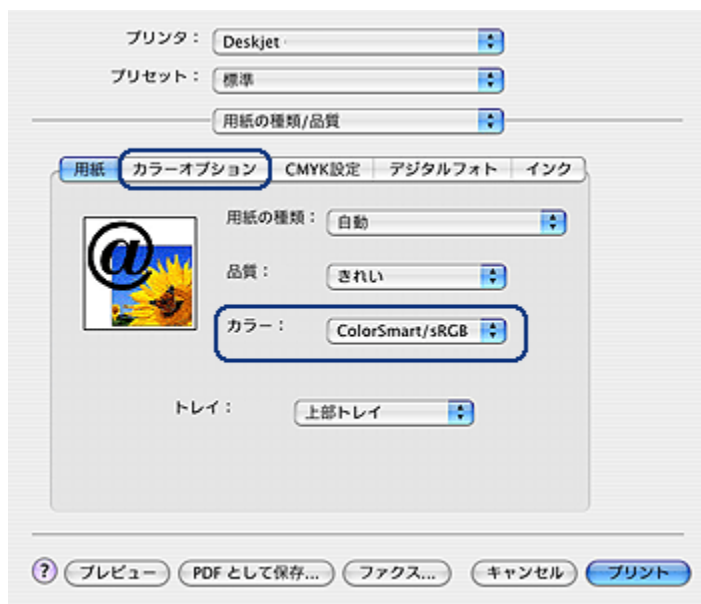 プリンタ： Deskjet
プリセット： 標準
用紙の種類/品質
用紙 カラーオプション CMYK設定 デジタルフォト インク
用紙の種類： 自動
品質： きれい
カラー： ColorSmart/sRGB
トレイ： 上部トレイ
? プレビュー PDF として保存... ファクス... キャンセル プリント